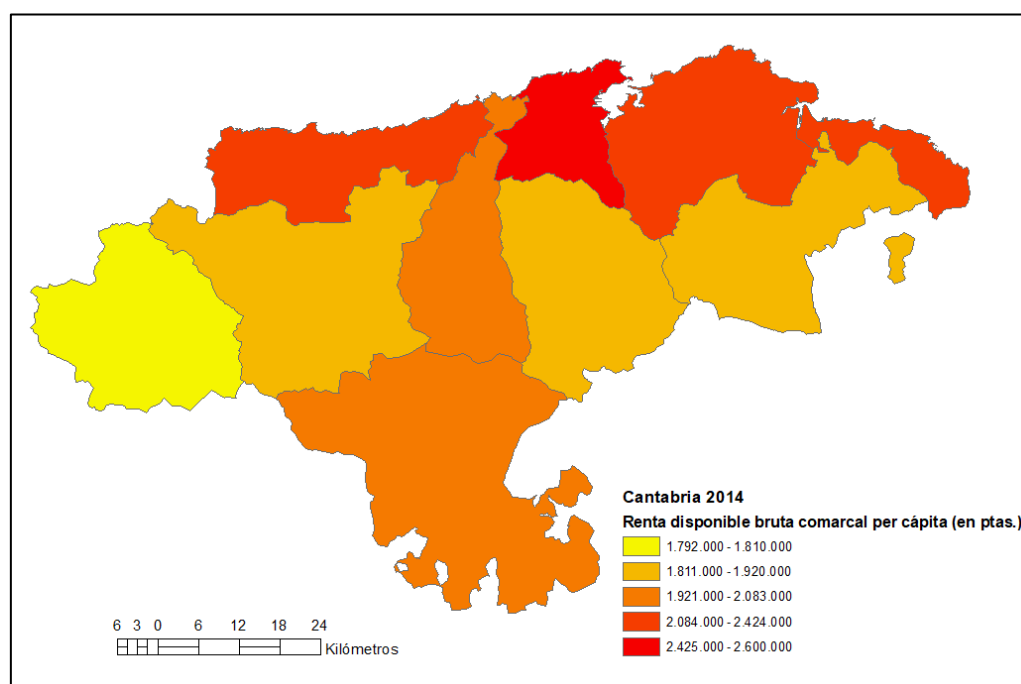 Cantabria 2014
Renta disponible bruta comarcal per cápita (en ptas.)
1.792.000 - 1.810.000
1.811.000 - 1.920.000
1.921.000 - 2.083.000
2.084.000 - 2.424.000
2.425.000 - 2.600.000
6 3 0 6 12 18 24
Kilómetros